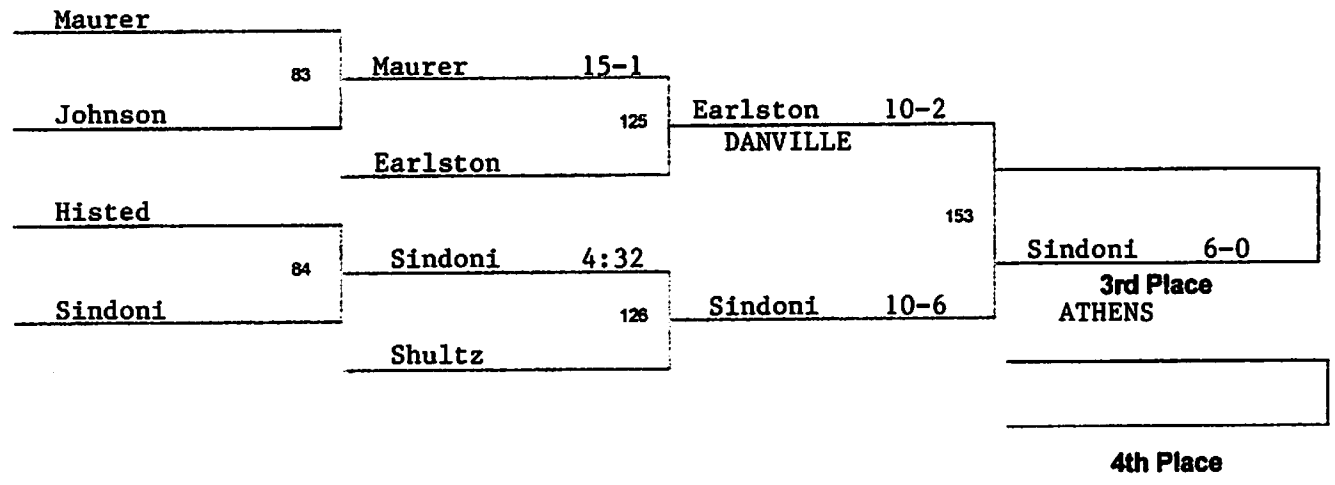 Maurer
83
Johnson
Maurer 15-1
125
Earlston
Earlston 10-2
DANVILLE
Histed
84
Sindoni
Sindoni 4:32
126
Shultz
Sindoni 10-6
153
Sindoni 6-0
3rd Place
ATHENS
4th Place